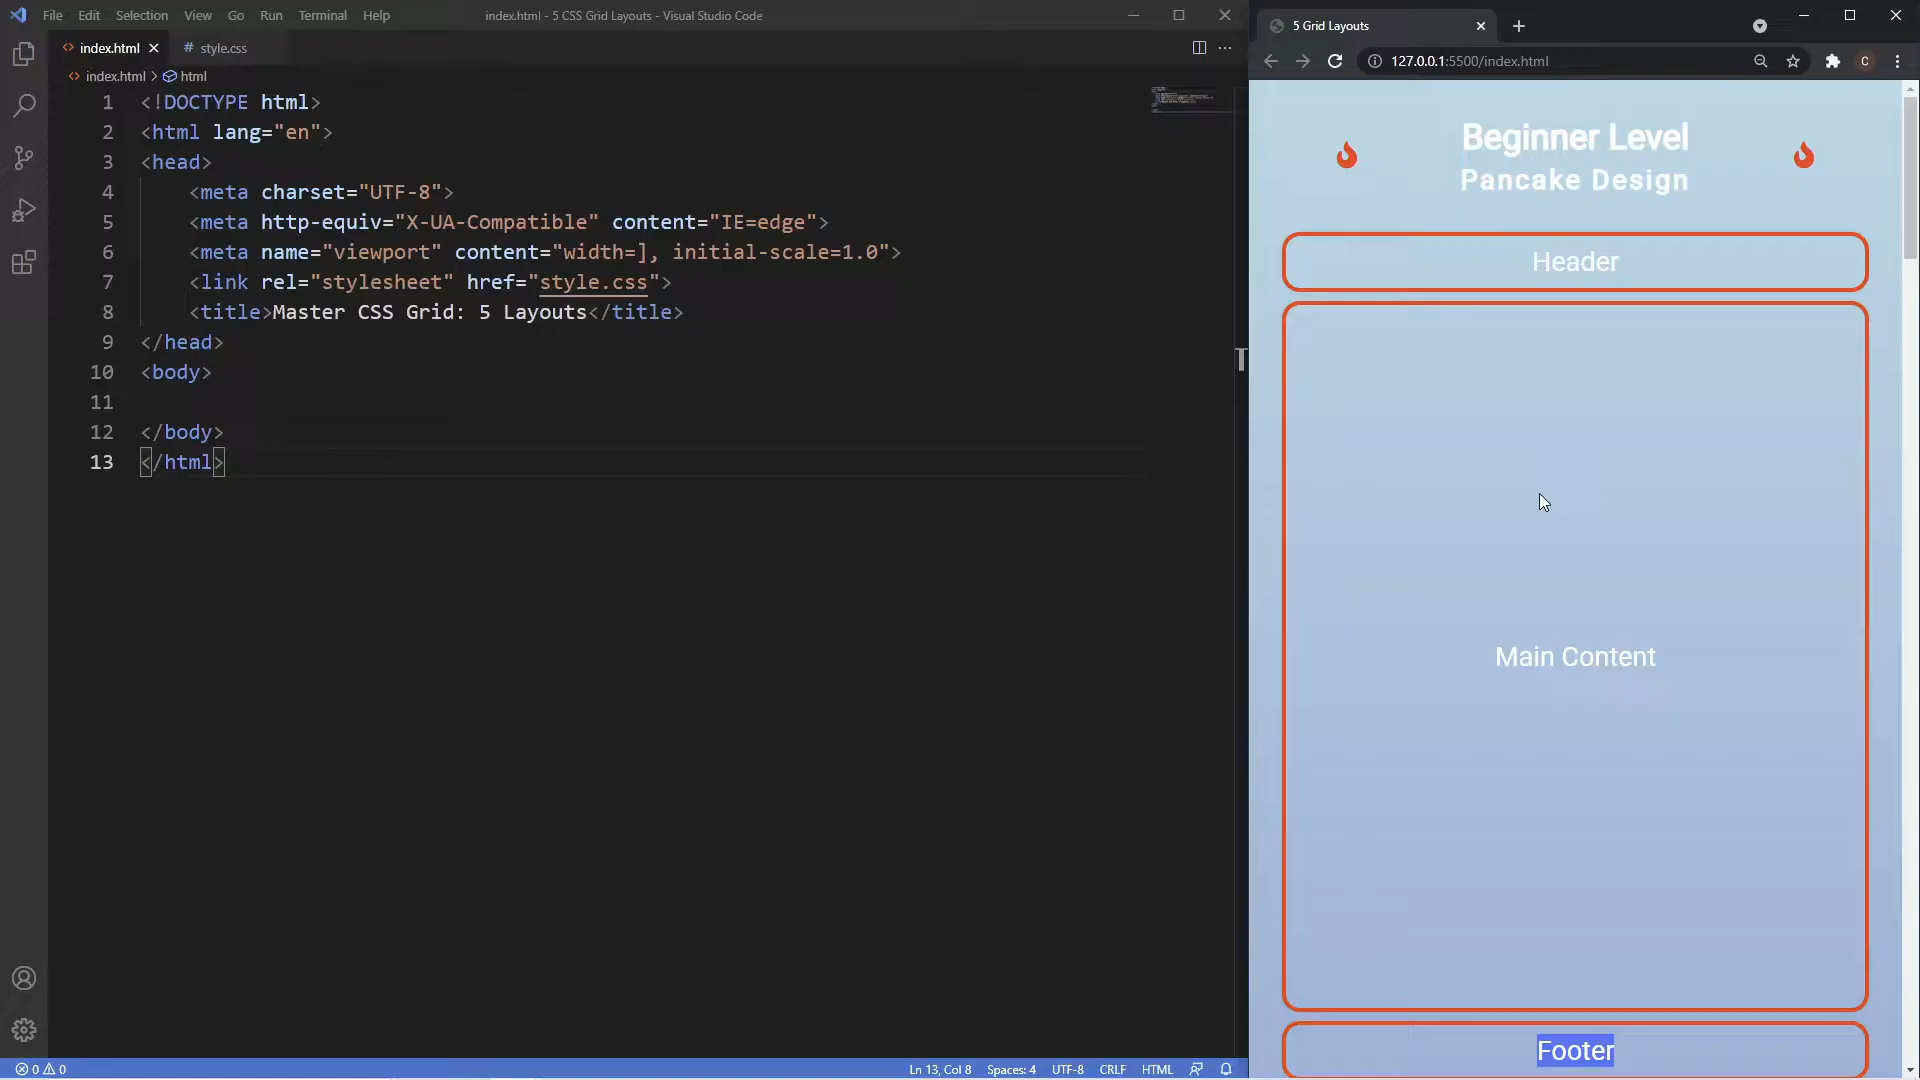 File Edit Selection View Go Run Terminal Help
index.html - 5 CSS Grid Layouts - Visual Studio Code
index.html
# style.css
index.html > html
1 <!DOCTYPE html>
2 <html lang="en">
3 <head>
4 <meta charset="UTF-8">
5 <meta http-equiv="X-UA-Compatible" content="IE=edge">
6 <meta name="viewport" content="width=], initial-scale=1.0">
7 <link rel="stylesheet" href="style.css">
8 <title>Master CSS Grid: 5 Layouts</title>
9 </head>
10 <body>
11
12 </body>
13 </html>
0 0
Ln 13, Col 8 Spaces: 4 UTF-8 CRLF HTML
5 Grid Layouts
127.0.0.1:5500/index.html
C
Beginner Level
Pancake Design
Header
Main Content
Footer